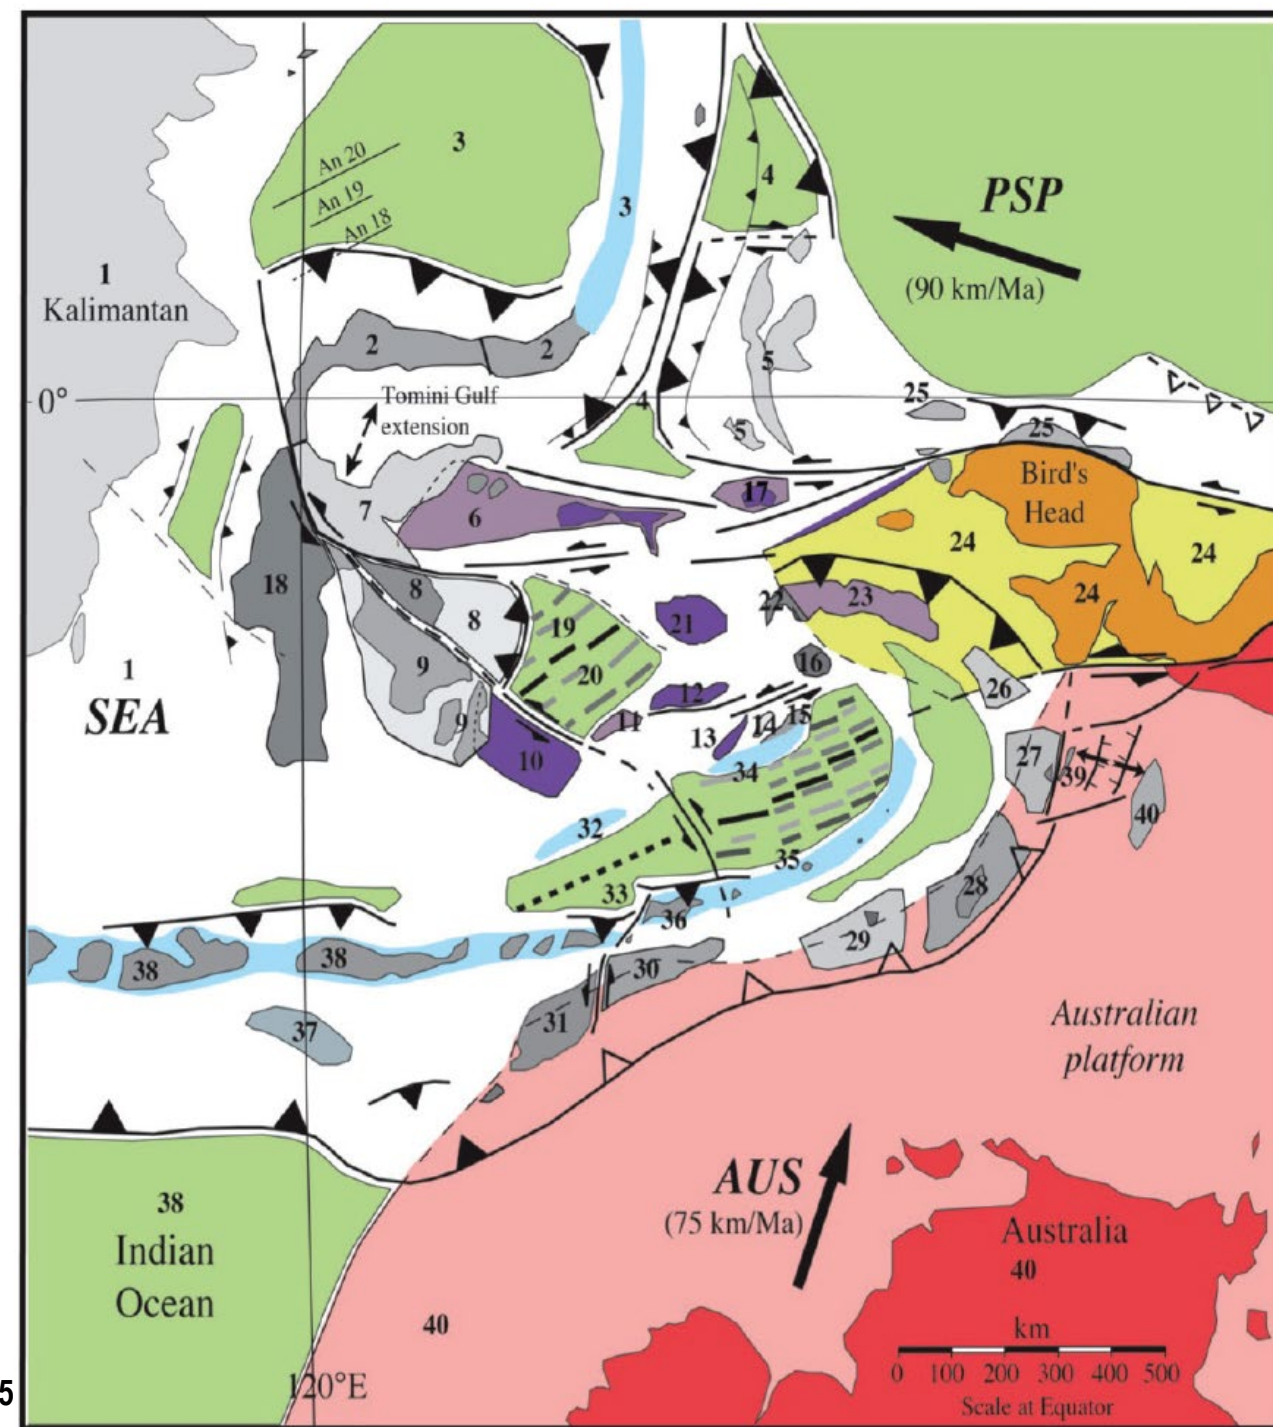 3
An 20
An 19
An 18
3
4
PSP
(90 km/Ma)
1
Kalimantan
2
2
5
0°
Tomini Gulf
extension
4
25
5
25
Bird's
Head
7
6
17
24
24
18
8
8
22
23
24
19
21
9
20
16
26
1
SEA
12
9
11
14
15
13
10
27
39
34
40
32
35
33
28
36
29
38
38
30
37
31
Australian
platform
AUS
(75 km/Ma)
38
Indian
Ocean
Australia
40
40
km
0 100 200 300 400 500
Scale at Equator
120°E
5